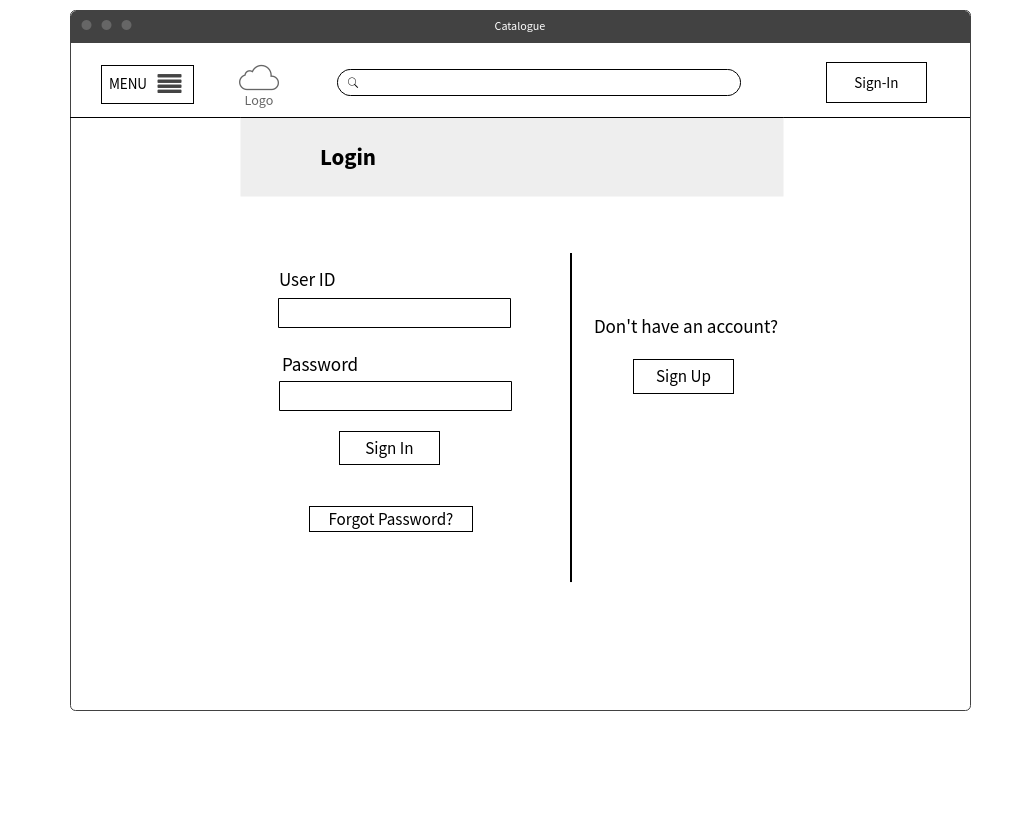 Catalogue
MENU
Logo
Sign-In
Login
User ID
Password
Sign In
Forgot Password?
Don't have an account?
Sign Up